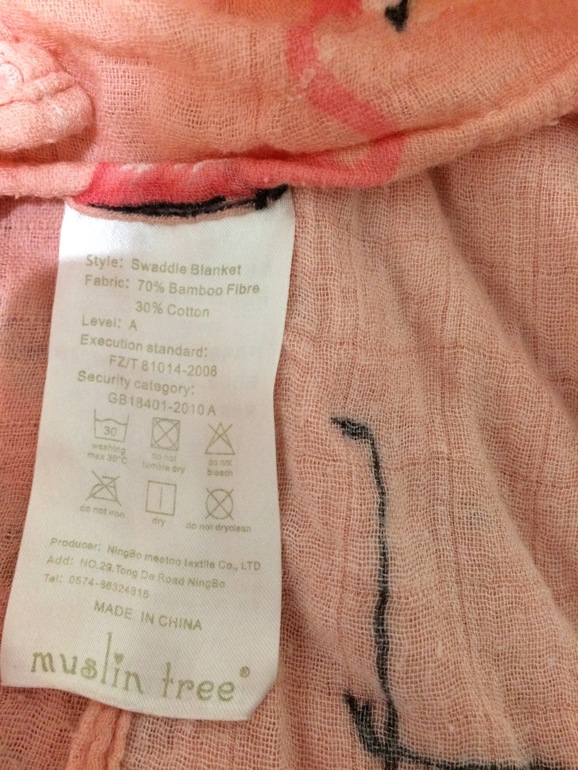 Style: Swaddle Blanket
Fabric: 70% Bamboo Fibre
30% Cotton
Level: A
Execution standard:
FZ/T 81014-2008
Security category:
GB18401-2010 A
30
washing
max 30°C
do not
tumble dry
do not
bleach
do not iron
dry
do not dryclean
Producer: NingBo meetoo textile Co., LTD
Add: NO.29.Tong Da Road NingBo
Tel: 0574-86324815
MADE IN CHINA
muslin tree®